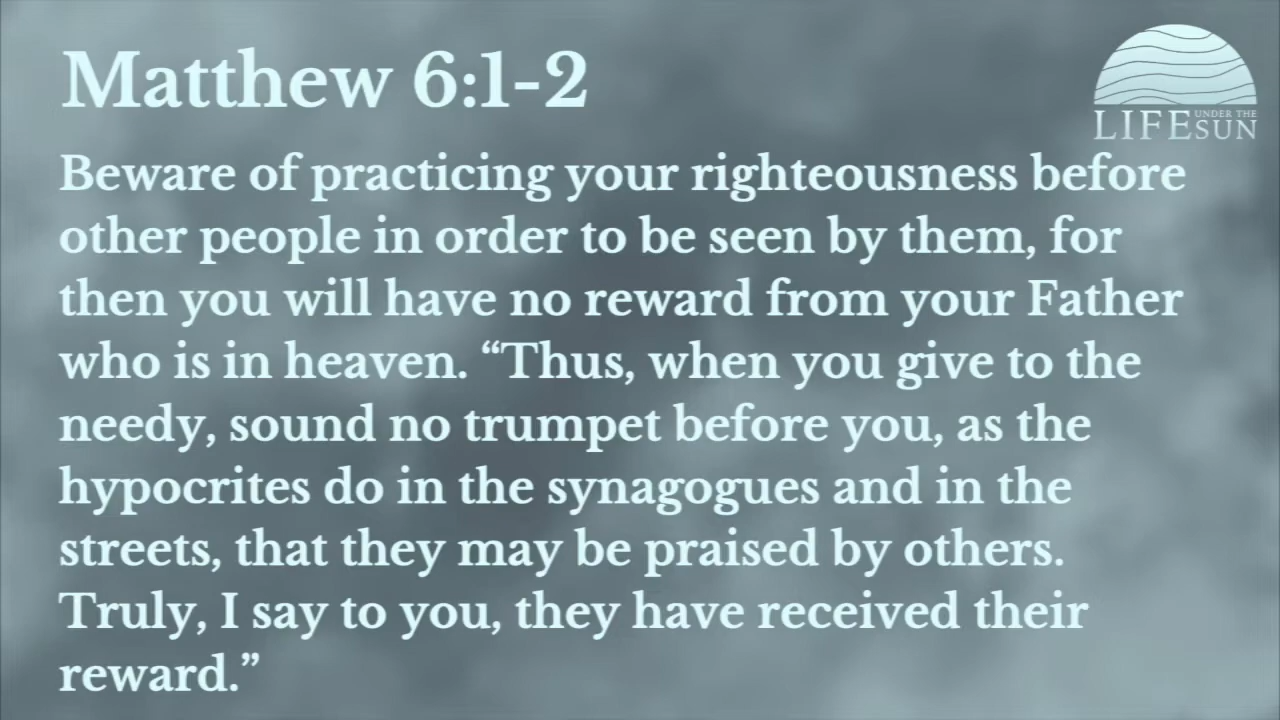 Matthew 6:1-2
LIFE UNDER THE SUN
Beware of practicing your righteousness before
other people in order to be seen by them, for
then you will have no reward from your Father
who is in heaven. “Thus, when you give to the
needy, sound no trumpet before you, as the
hypocrites do in the synagogues and in the
streets, that they may be praised by others.
Truly, I say to you, they have received their
reward.”